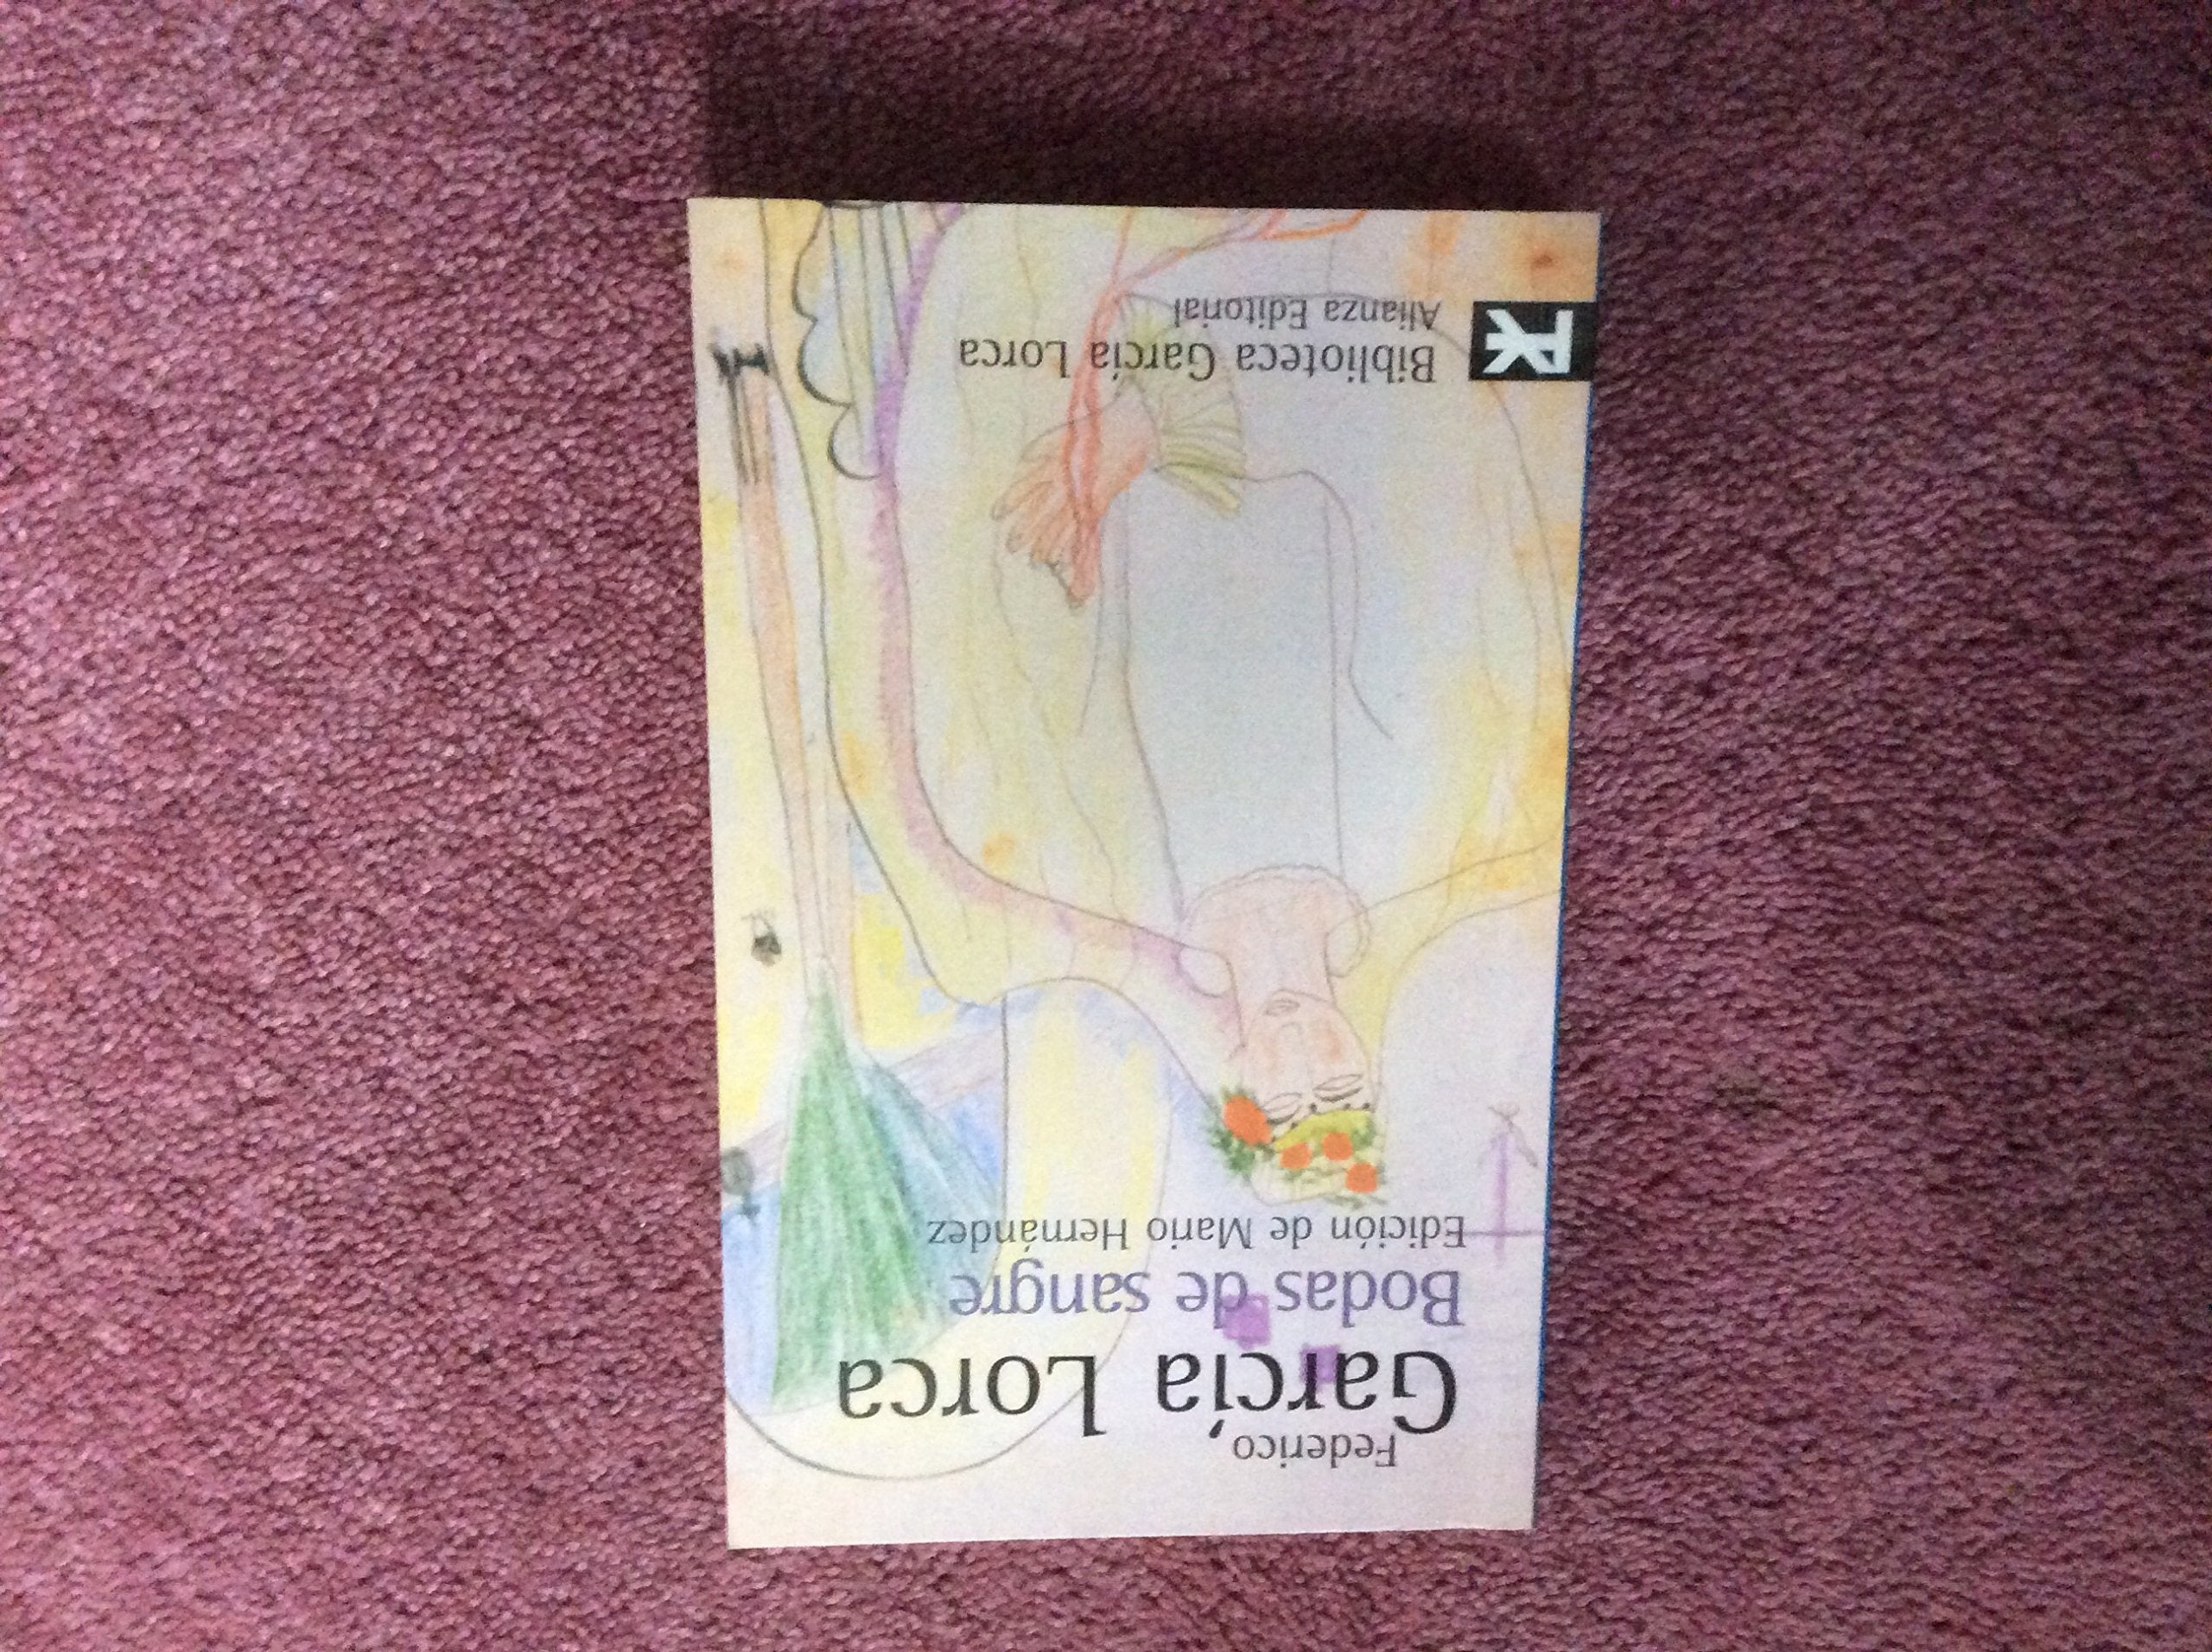 Federico
García Lorca
Bodas de sangre
Edición de Mario Hernández
Biblioteca García Lorca
Alianza Editorial